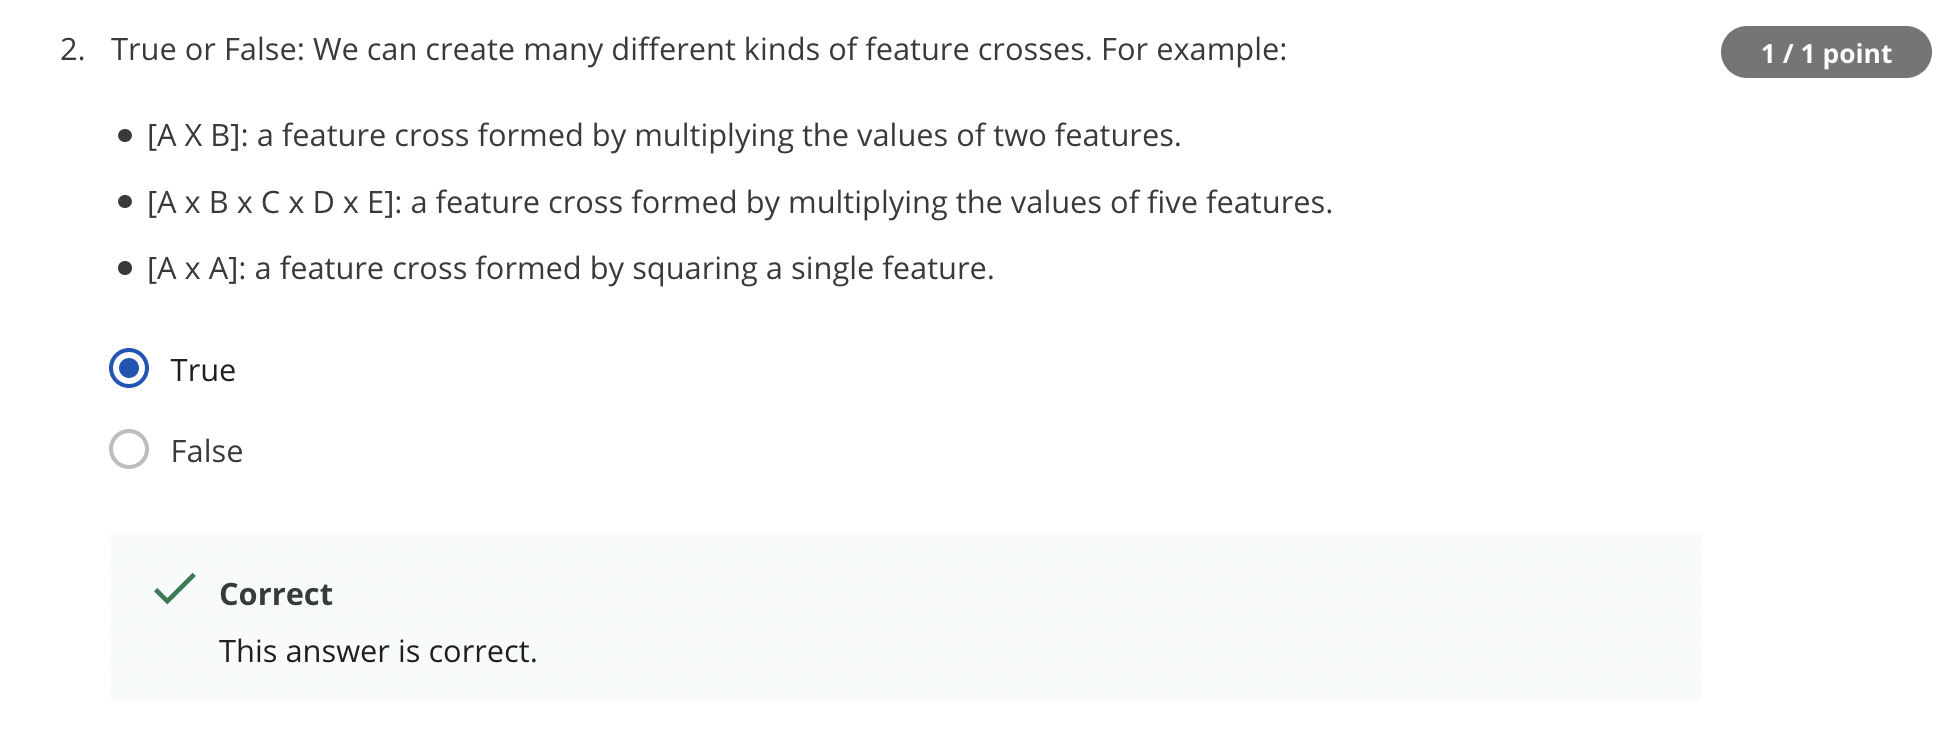 2. True or False: We can create many different kinds of feature crosses. For example:
1 / 1 point
• [A X B]: a feature cross formed by multiplying the values of two features.
• [A x B x C x D x E]: a feature cross formed by multiplying the values of five features.
• [A x A]: a feature cross formed by squaring a single feature.
True
False
Correct
This answer is correct.